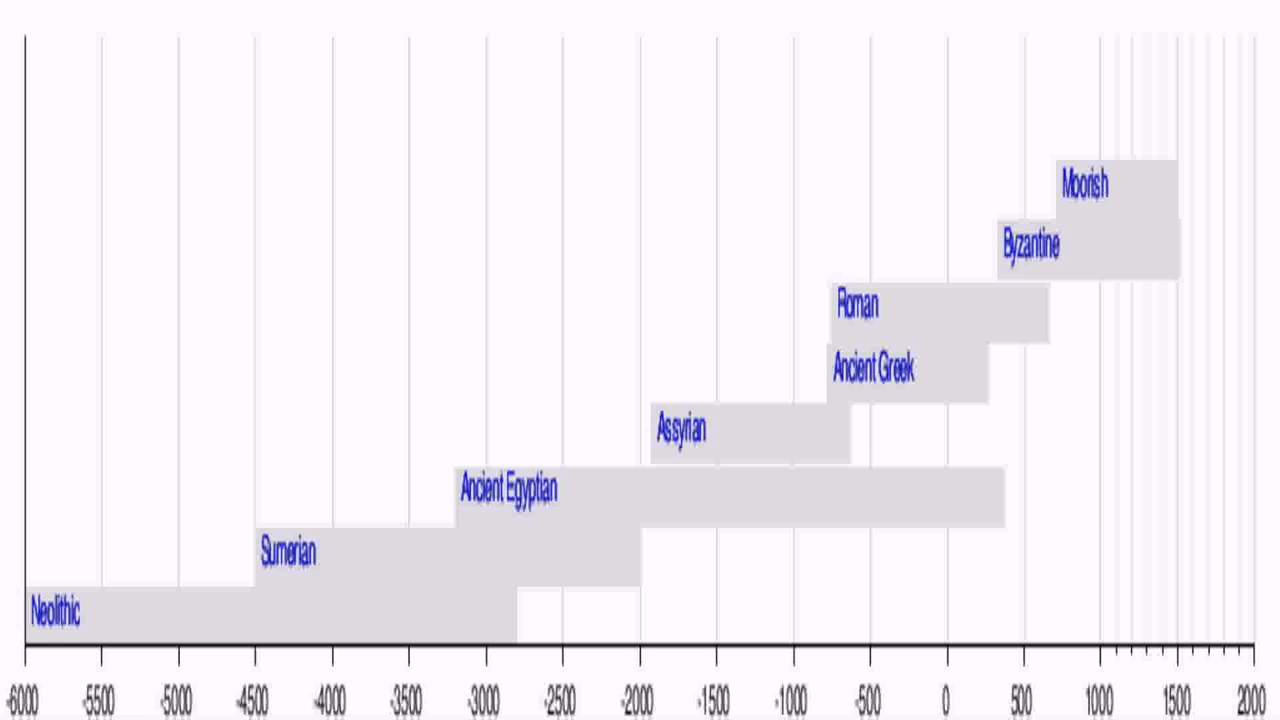 Moorish
Byzantine
Roman
Ancient Greek
Assyrian
Ancient Egyptian
Sumerian
Neolithic
-6000 -5500 -5000 -4500 -4000 -3500 -3000 -2500 -2000 -1500 -1000 -500 0 500 1000 1500 2000